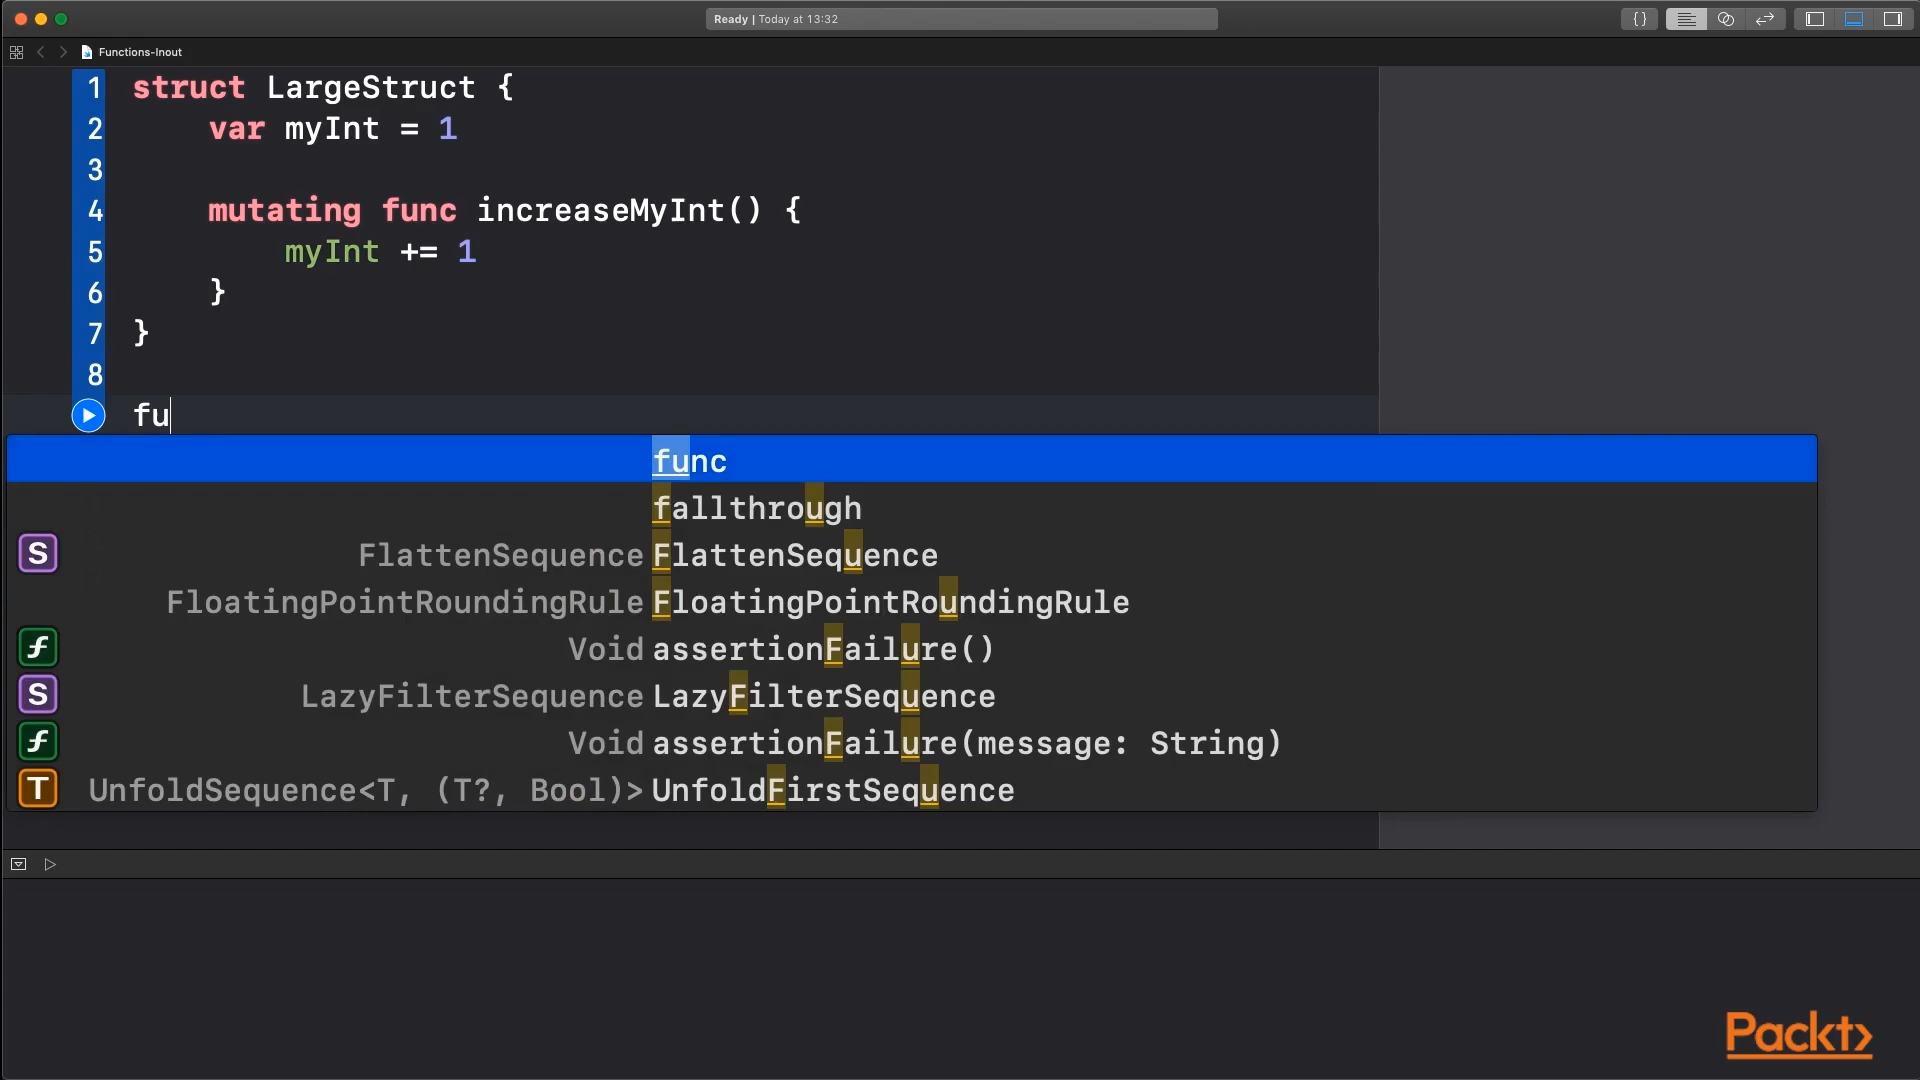 Ready | Today at 13:32
{ }
Functions-Inout
1 struct LargeStruct {
2 var myInt = 1
3
4 mutating func increaseMyInt() {
5 myInt += 1
6 }
7 }
8
fu
func
fallthrough
S FlattenSequence FlattenSequence
FloatingPointRoundingRule FloatingPointRoundingRule
f Void assertionFailure()
S LazyFilterSequence LazyFilterSequence
f Void assertionFailure(message: String)
T UnfoldSequence<T, (T?, Bool)> UnfoldFirstSequence
Packt>